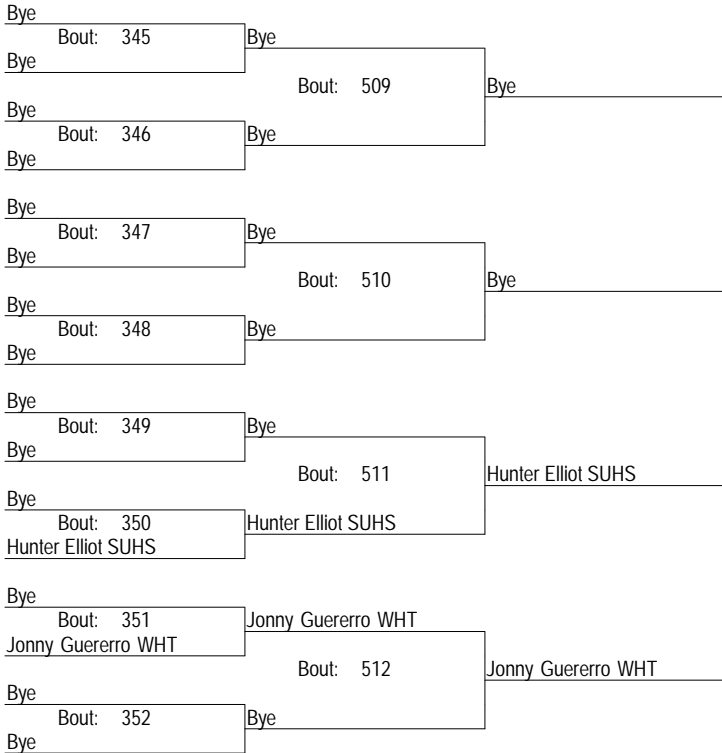 Bye
Bout: 345 Bye
Bye
Bout: 509 Bye
Bye
Bout: 346 Bye
Bye
Bye
Bout: 347 Bye
Bye
Bout: 510 Bye
Bye
Bout: 348 Bye
Bye
Bye
Bout: 349 Bye
Bye
Bout: 511 Hunter Elliot SUHS
Bye
Bout: 350 Hunter Elliot SUHS
Hunter Elliot SUHS
Bye
Bout: 351 Jonny Guererro WHT
Jonny Guererro WHT
Bout: 512 Jonny Guererro WHT
Bye
Bout: 352 Bye
Bye